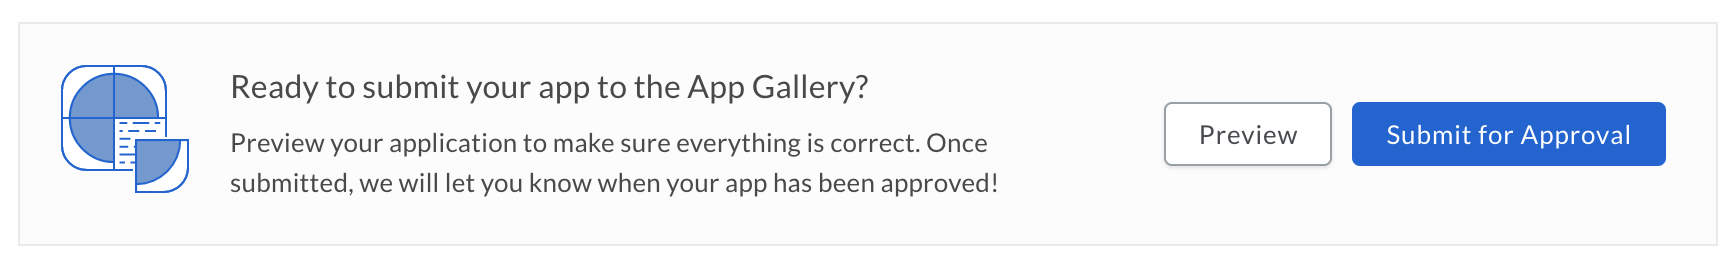 Ready to submit your app to the App Gallery?
Preview your application to make sure everything is correct. Once
submitted, we will let you know when your app has been approved!
Preview
Submit for Approval